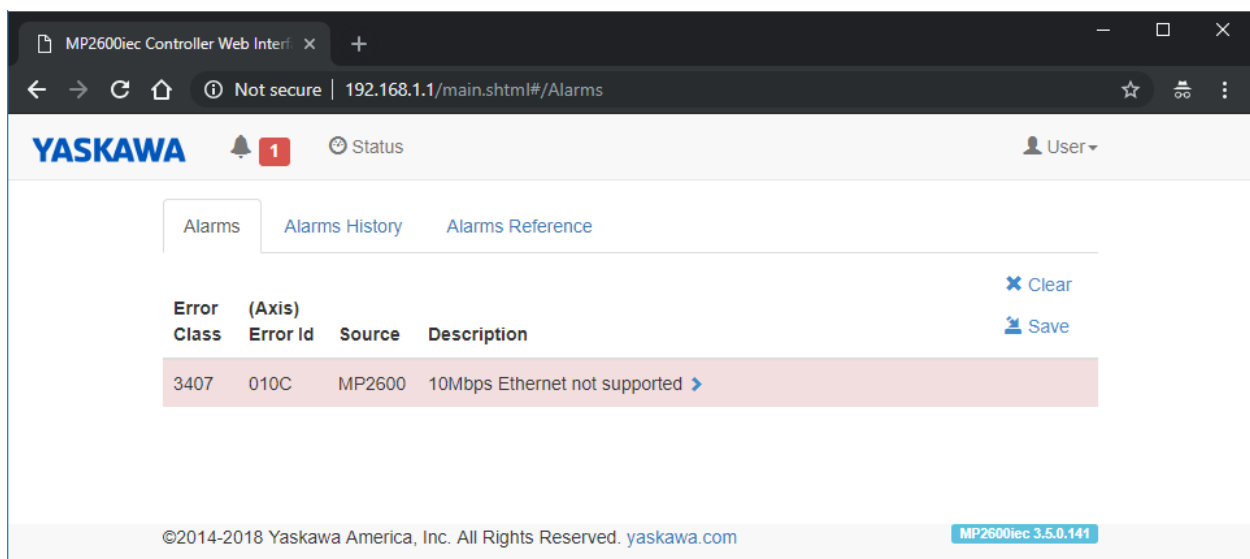 MP2600iec Controller Web Interf
Not secure | 192.168.1.1/main.shtml#/Alarms
YASKAWA 1 Status User
Alarms Alarms History Alarms Reference
Clear
Save
Error Class (Axis) Error Id Source Description
3407 010C MP2600 10Mbps Ethernet not supported
©2014-2018 Yaskawa America, Inc. All Rights Reserved. yaskawa.com MP2600iec 3.5.0.141